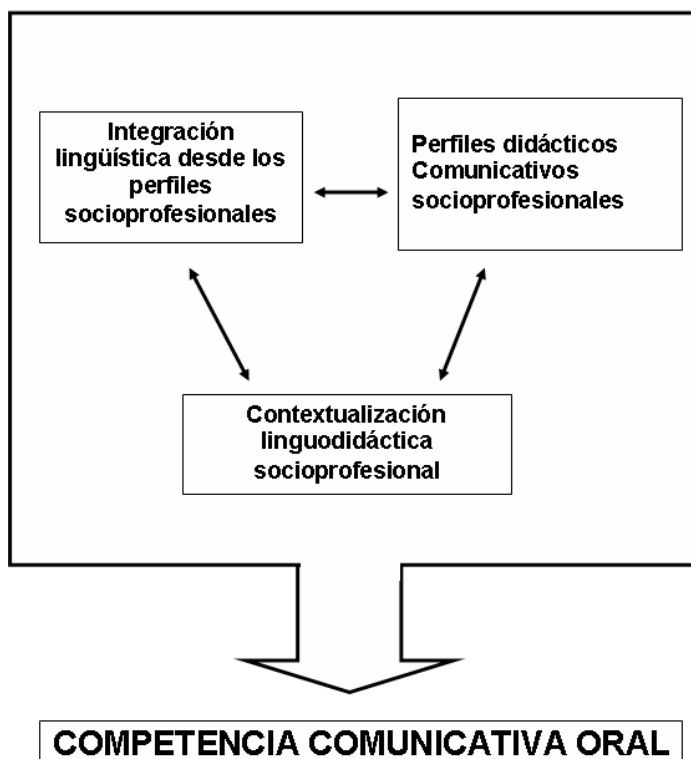 Integración
lingüística desde los
perfiles
socioprofesionales
Perfiles didácticos
Comunicativos
socioprofesionales
Contextualización
linguodidáctica
socioprofesional
COMPETENCIA COMUNICATIVA ORAL